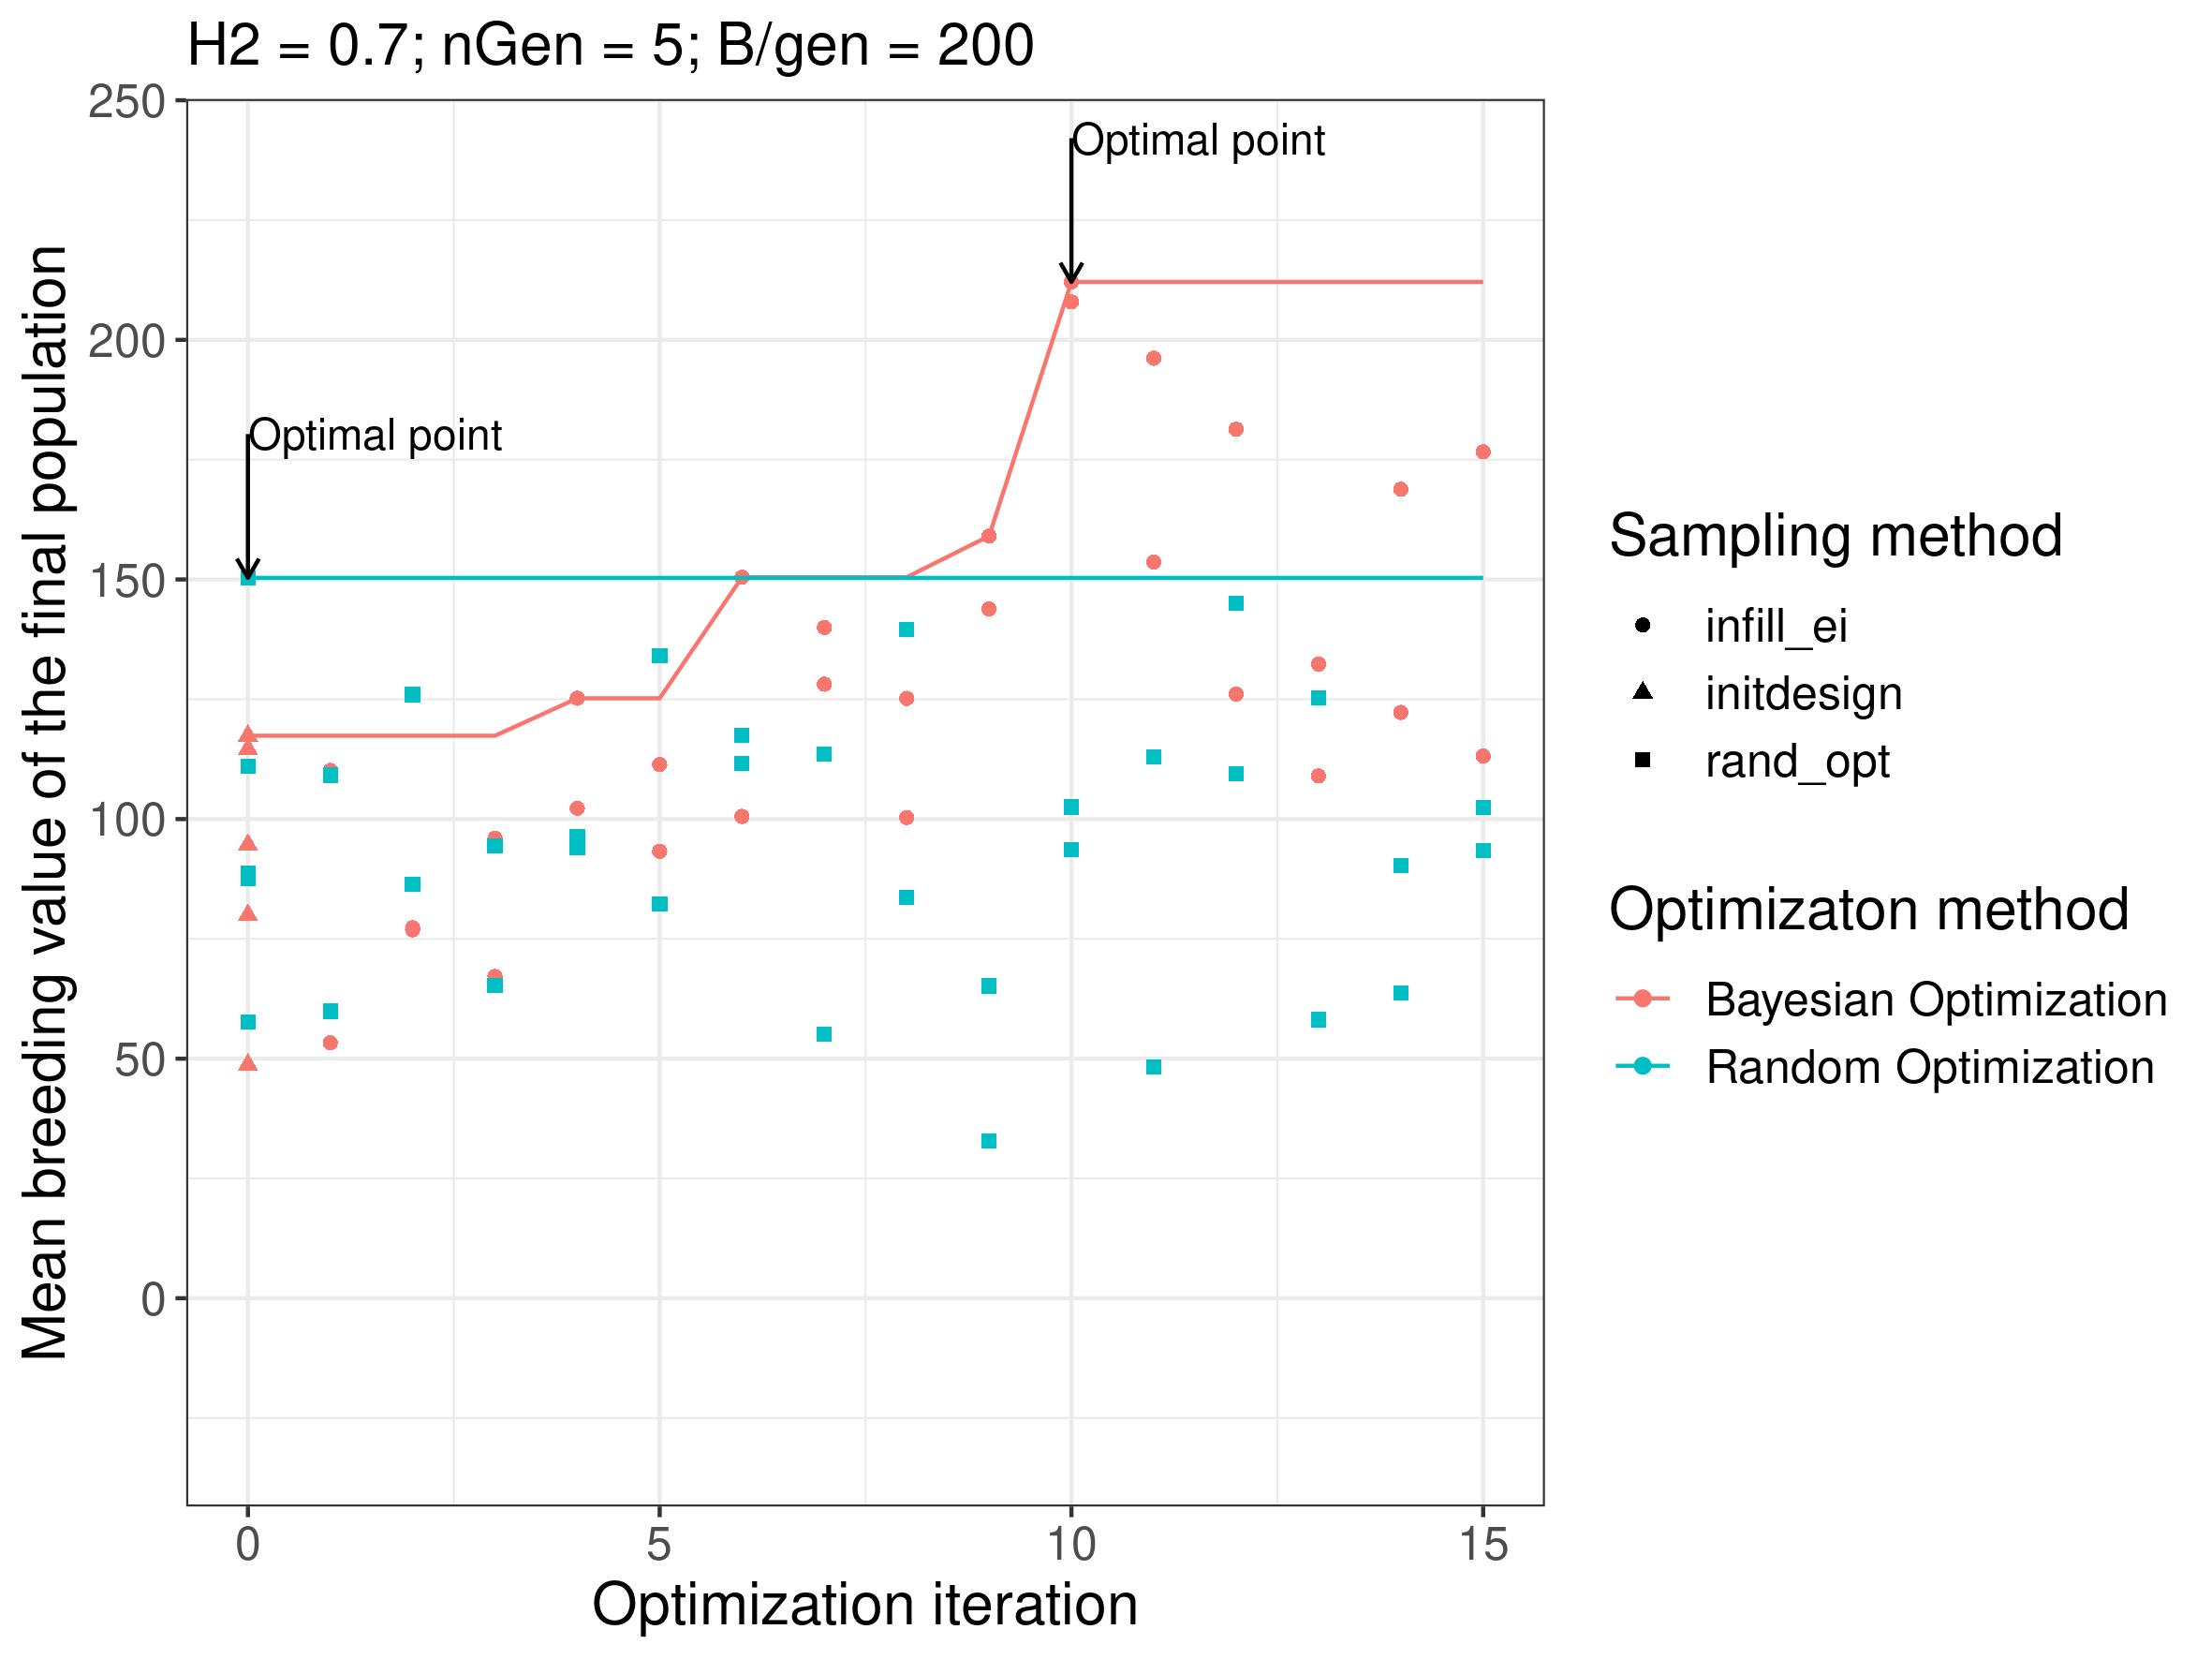 H2 = 0.7; nGen = 5; B/gen = 200
Mean breeding value of the final population
250
200
150
100
50
0
Optimal point
Optimal point
0
5
10
15
Optimization iteration
Sampling method
infill_ei
initdesign
rand_opt
Optimizaton method
Bayesian Optimization
Random Optimization